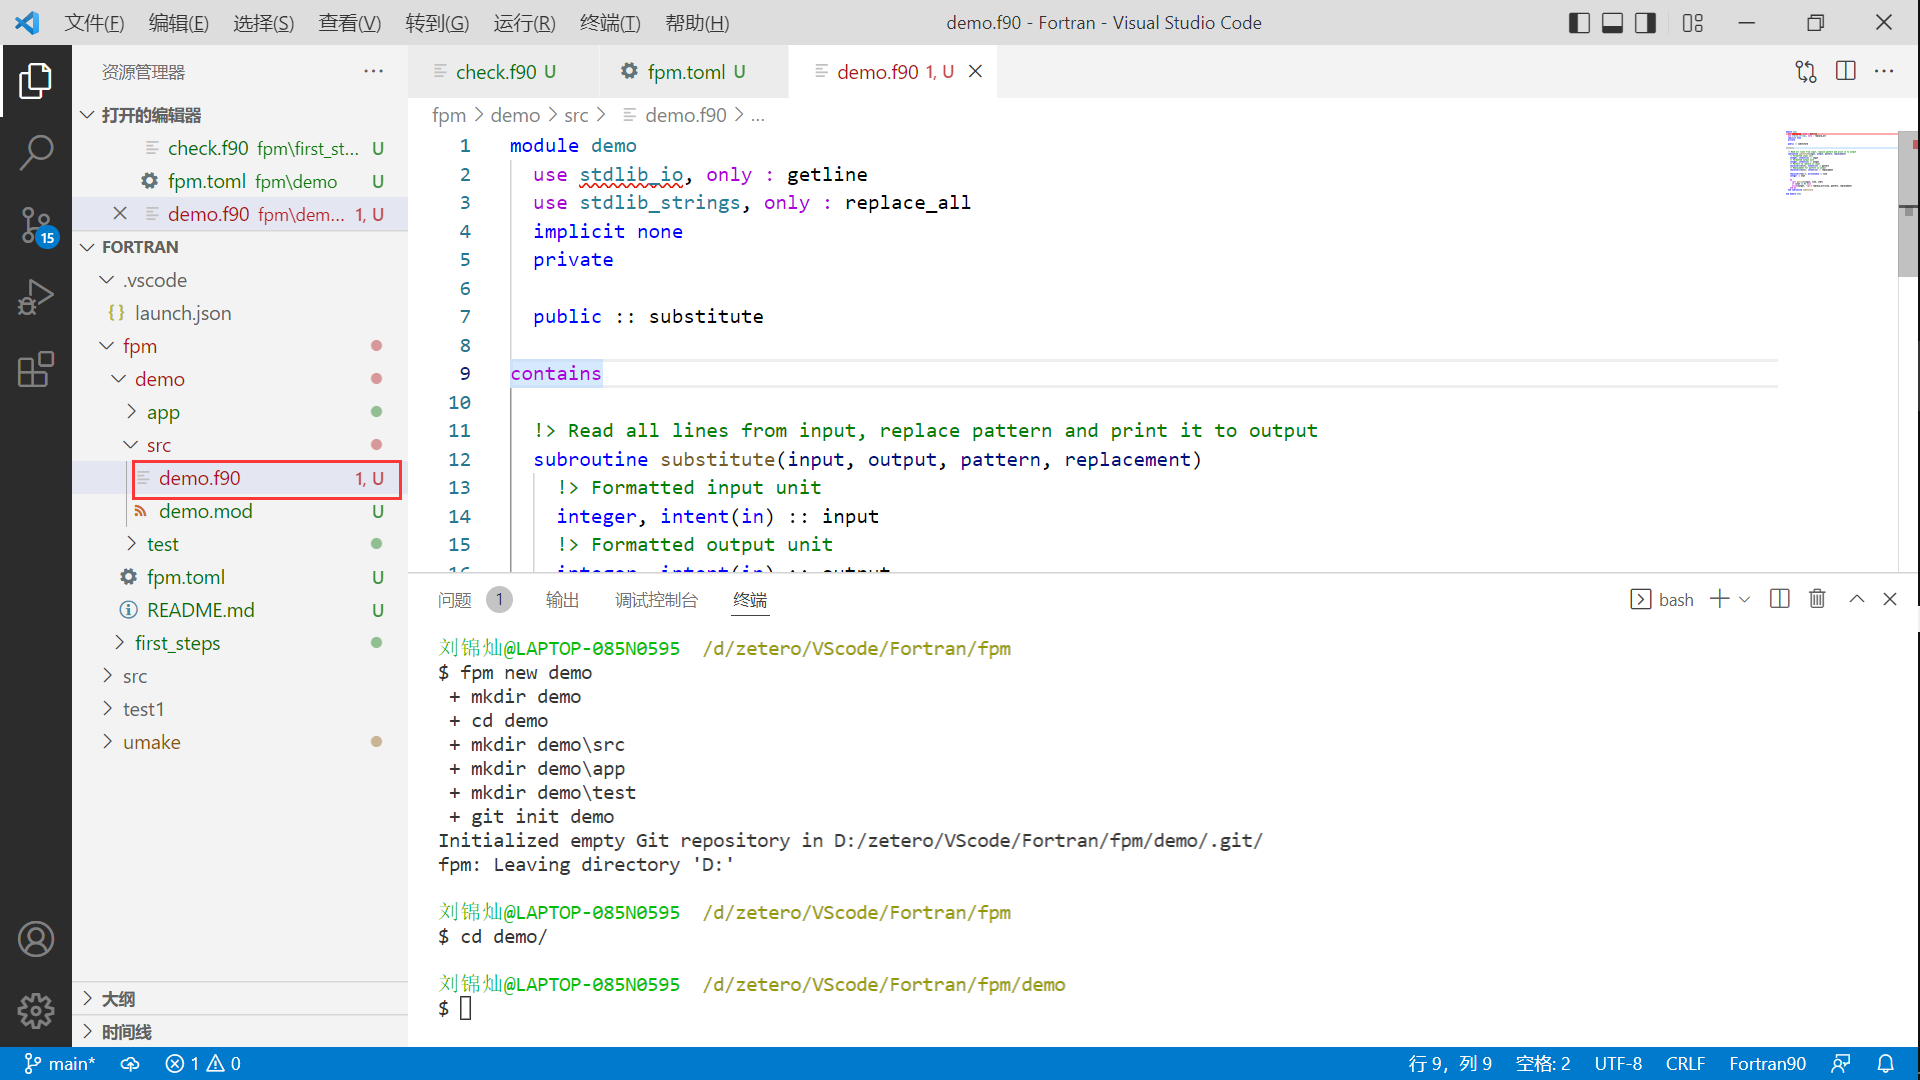 文件(F) 编辑(E) 选择(S) 查看(V) 转到(G) 运行(R) 终端(T) 帮助(H) demo.f90 - Fortran - Visual Studio Code
资源管理器
打开的编辑器
check.f90 fpm\first_st... U
fpm.toml fpm\demo U
demo.f90 fpm\dem... 1, U
FORTRAN
.vscode
{} launch.json
fpm
demo
app
src
demo.f90 1, U
demo.mod U
test
fpm.toml U
README.md U
first_steps
src
test1
umake
大纲
时间线
15
check.f90 U fpm.toml U demo.f90 1, U
fpm > demo > src > demo.f90 > ...
1 module demo
2 use stdlib_io, only : getline
3 use stdlib_strings, only : replace_all
4 implicit none
5 private
6
7 public :: substitute
8
9 contains
10
11 !> Read all lines from input, replace pattern and print it to output
12 subroutine substitute(input, output, pattern, replacement)
13 !> Formatted input unit
14 integer, intent(in) :: input
15 !> Formatted output unit
16 integer, intent(in) :: output
问题 1 输出 调试控制台 终端 bash
刘锦灿@LAPTOP-085N0595 /d/zetero/VScode/Fortran/fpm
$ fpm new demo
+ mkdir demo
+ cd demo
+ mkdir demo\src
+ mkdir demo\app
+ mkdir demo\test
+ git init demo
Initialized empty Git repository in D:/zetero/VScode/Fortran/fpm/demo/.git/
fpm: Leaving directory 'D:'
刘锦灿@LAPTOP-085N0595 /d/zetero/VScode/Fortran/fpm
$ cd demo/
刘锦灿@LAPTOP-085N0595 /d/zetero/VScode/Fortran/fpm/demo
$
main* 1 0 行 9，列 9 空格: 2 UTF-8 CRLF Fortran90